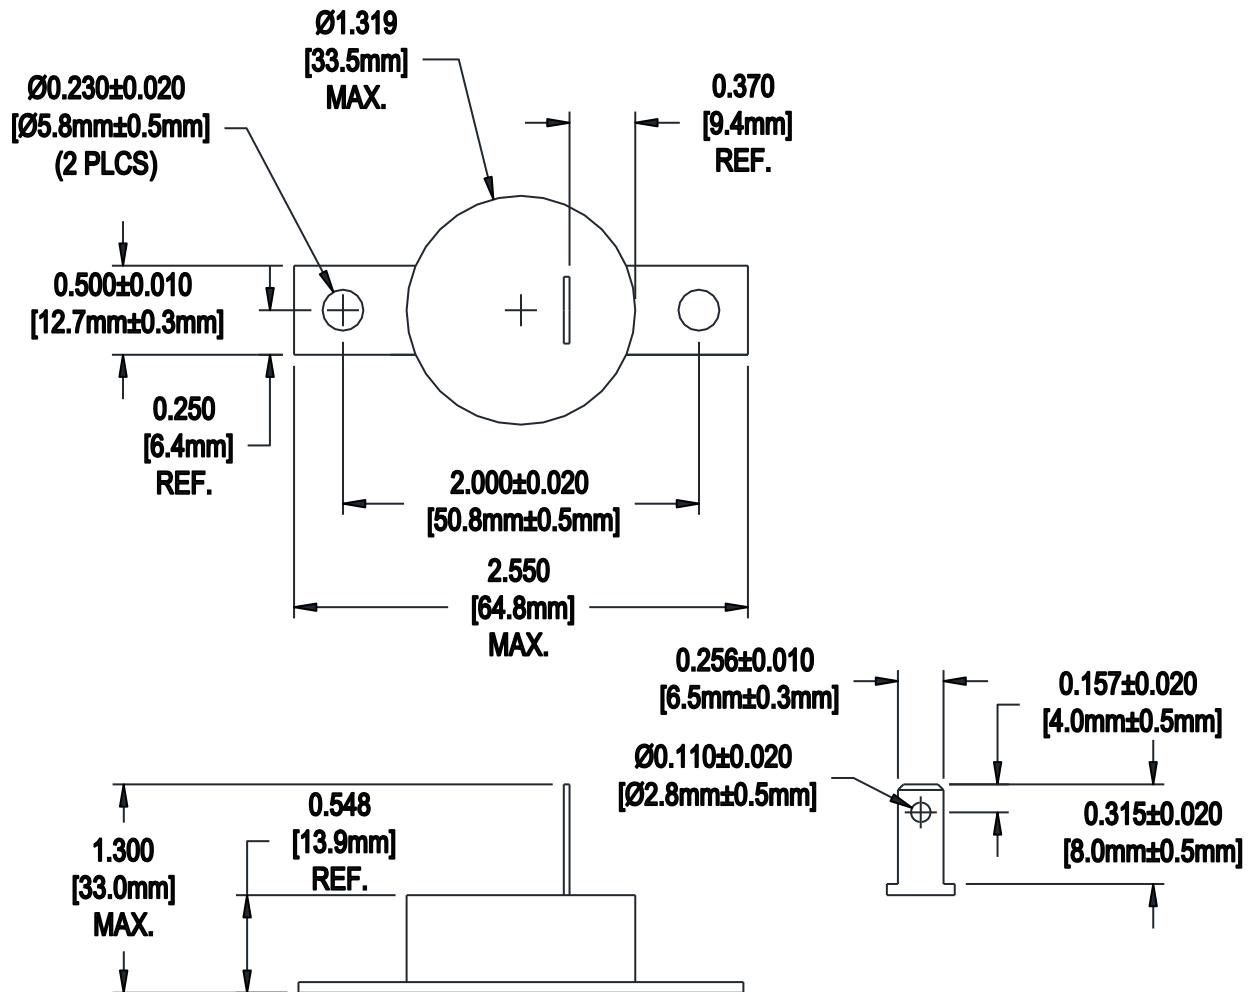 Ø1.319
[33.5mm]
MAX.
Ø0.230±0.020
[Ø5.8mm±0.5mm]
(2 PLCS)
0.370
[9.4mm]
REF.
0.500±0.010
[12.7mm±0.3mm]
0.250
[6.4mm]
REF.
2.000±0.020
[50.8mm±0.5mm]
2.550
[64.8mm]
MAX.
0.256±0.010
[6.5mm±0.3mm]
0.157±0.020
[4.0mm±0.5mm]
Ø0.110±0.020
[Ø2.8mm±0.5mm]
0.315±0.020
[8.0mm±0.5mm]
0.548
[13.9mm]
REF.
1.300
[33.0mm]
MAX.